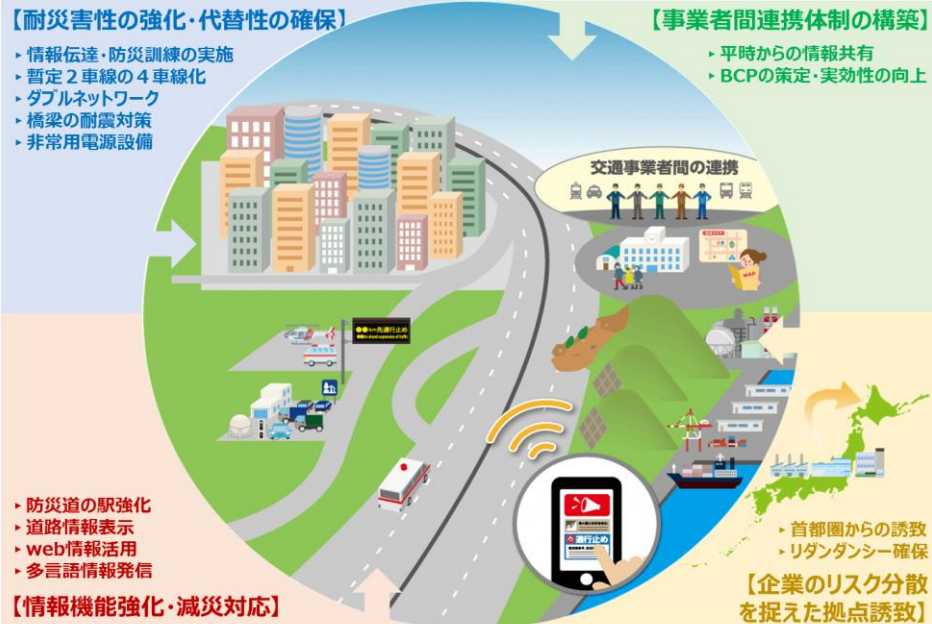 【耐災害性の強化・代替性の確保】
▸ 情報伝達・防災訓練の実施
▸ 暫定２車線の４車線化
▸ ダブルネットワーク
▸ 橋梁の耐震対策
▸ 非常用電源設備
【事業者間連携体制の構築】
▸ 平時からの情報共有
▸ BCPの策定・実効性の向上
交通事業者間の連携
MAP
●●km先通行止め
通行止め
▸ 防災道の駅強化
▸ 道路情報表示
▸ web情報活用
▸ 多言語情報発信
【情報機能強化・減災対応】
▸ 首都圏からの誘致
▸ リダンダンシー確保
【企業のリスク分散
を捉えた拠点誘致】